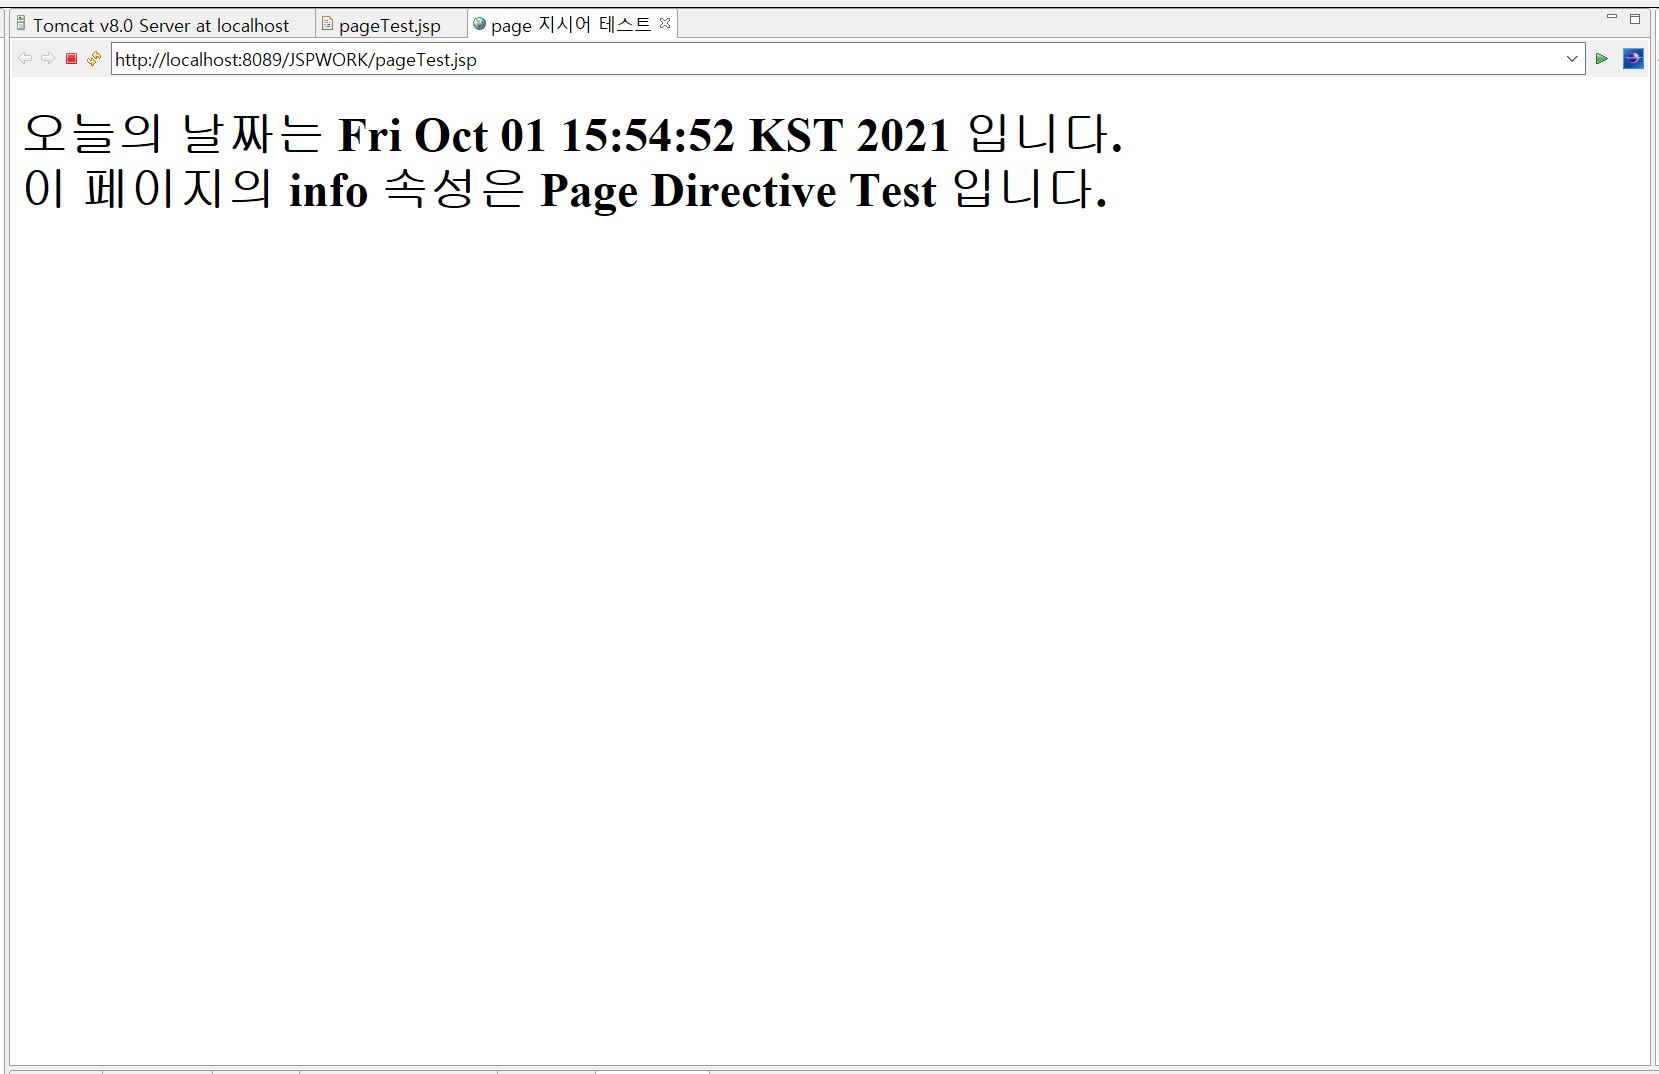 Tomcat v8.0 Server at localhost
pageTest.jsp
page 지시어 테스트
http://localhost:8089/JSPWORK/pageTest.jsp
오늘의 날짜는 Fri Oct 01 15:54:52 KST 2021 입니다.
이 페이지의 info 속성은 Page Directive Test 입니다.